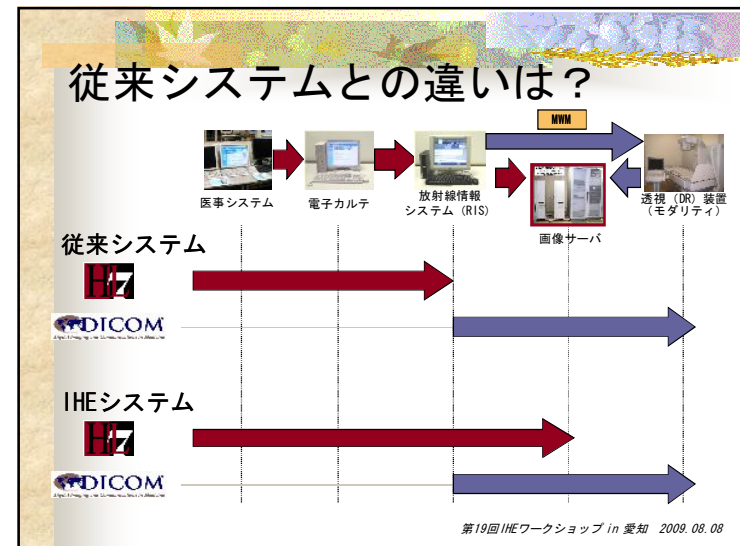 従来システムとの違いは？
MWM
医事システム
電子カルテ
放射線情報
システム（RIS）
画像サーバ
透視（DR）装置
（モダリティ）
従来システム
HL7
DICOM
IHEシステム
HL7
DICOM
第19回IHEワークショップ in 愛知 2009.08.08